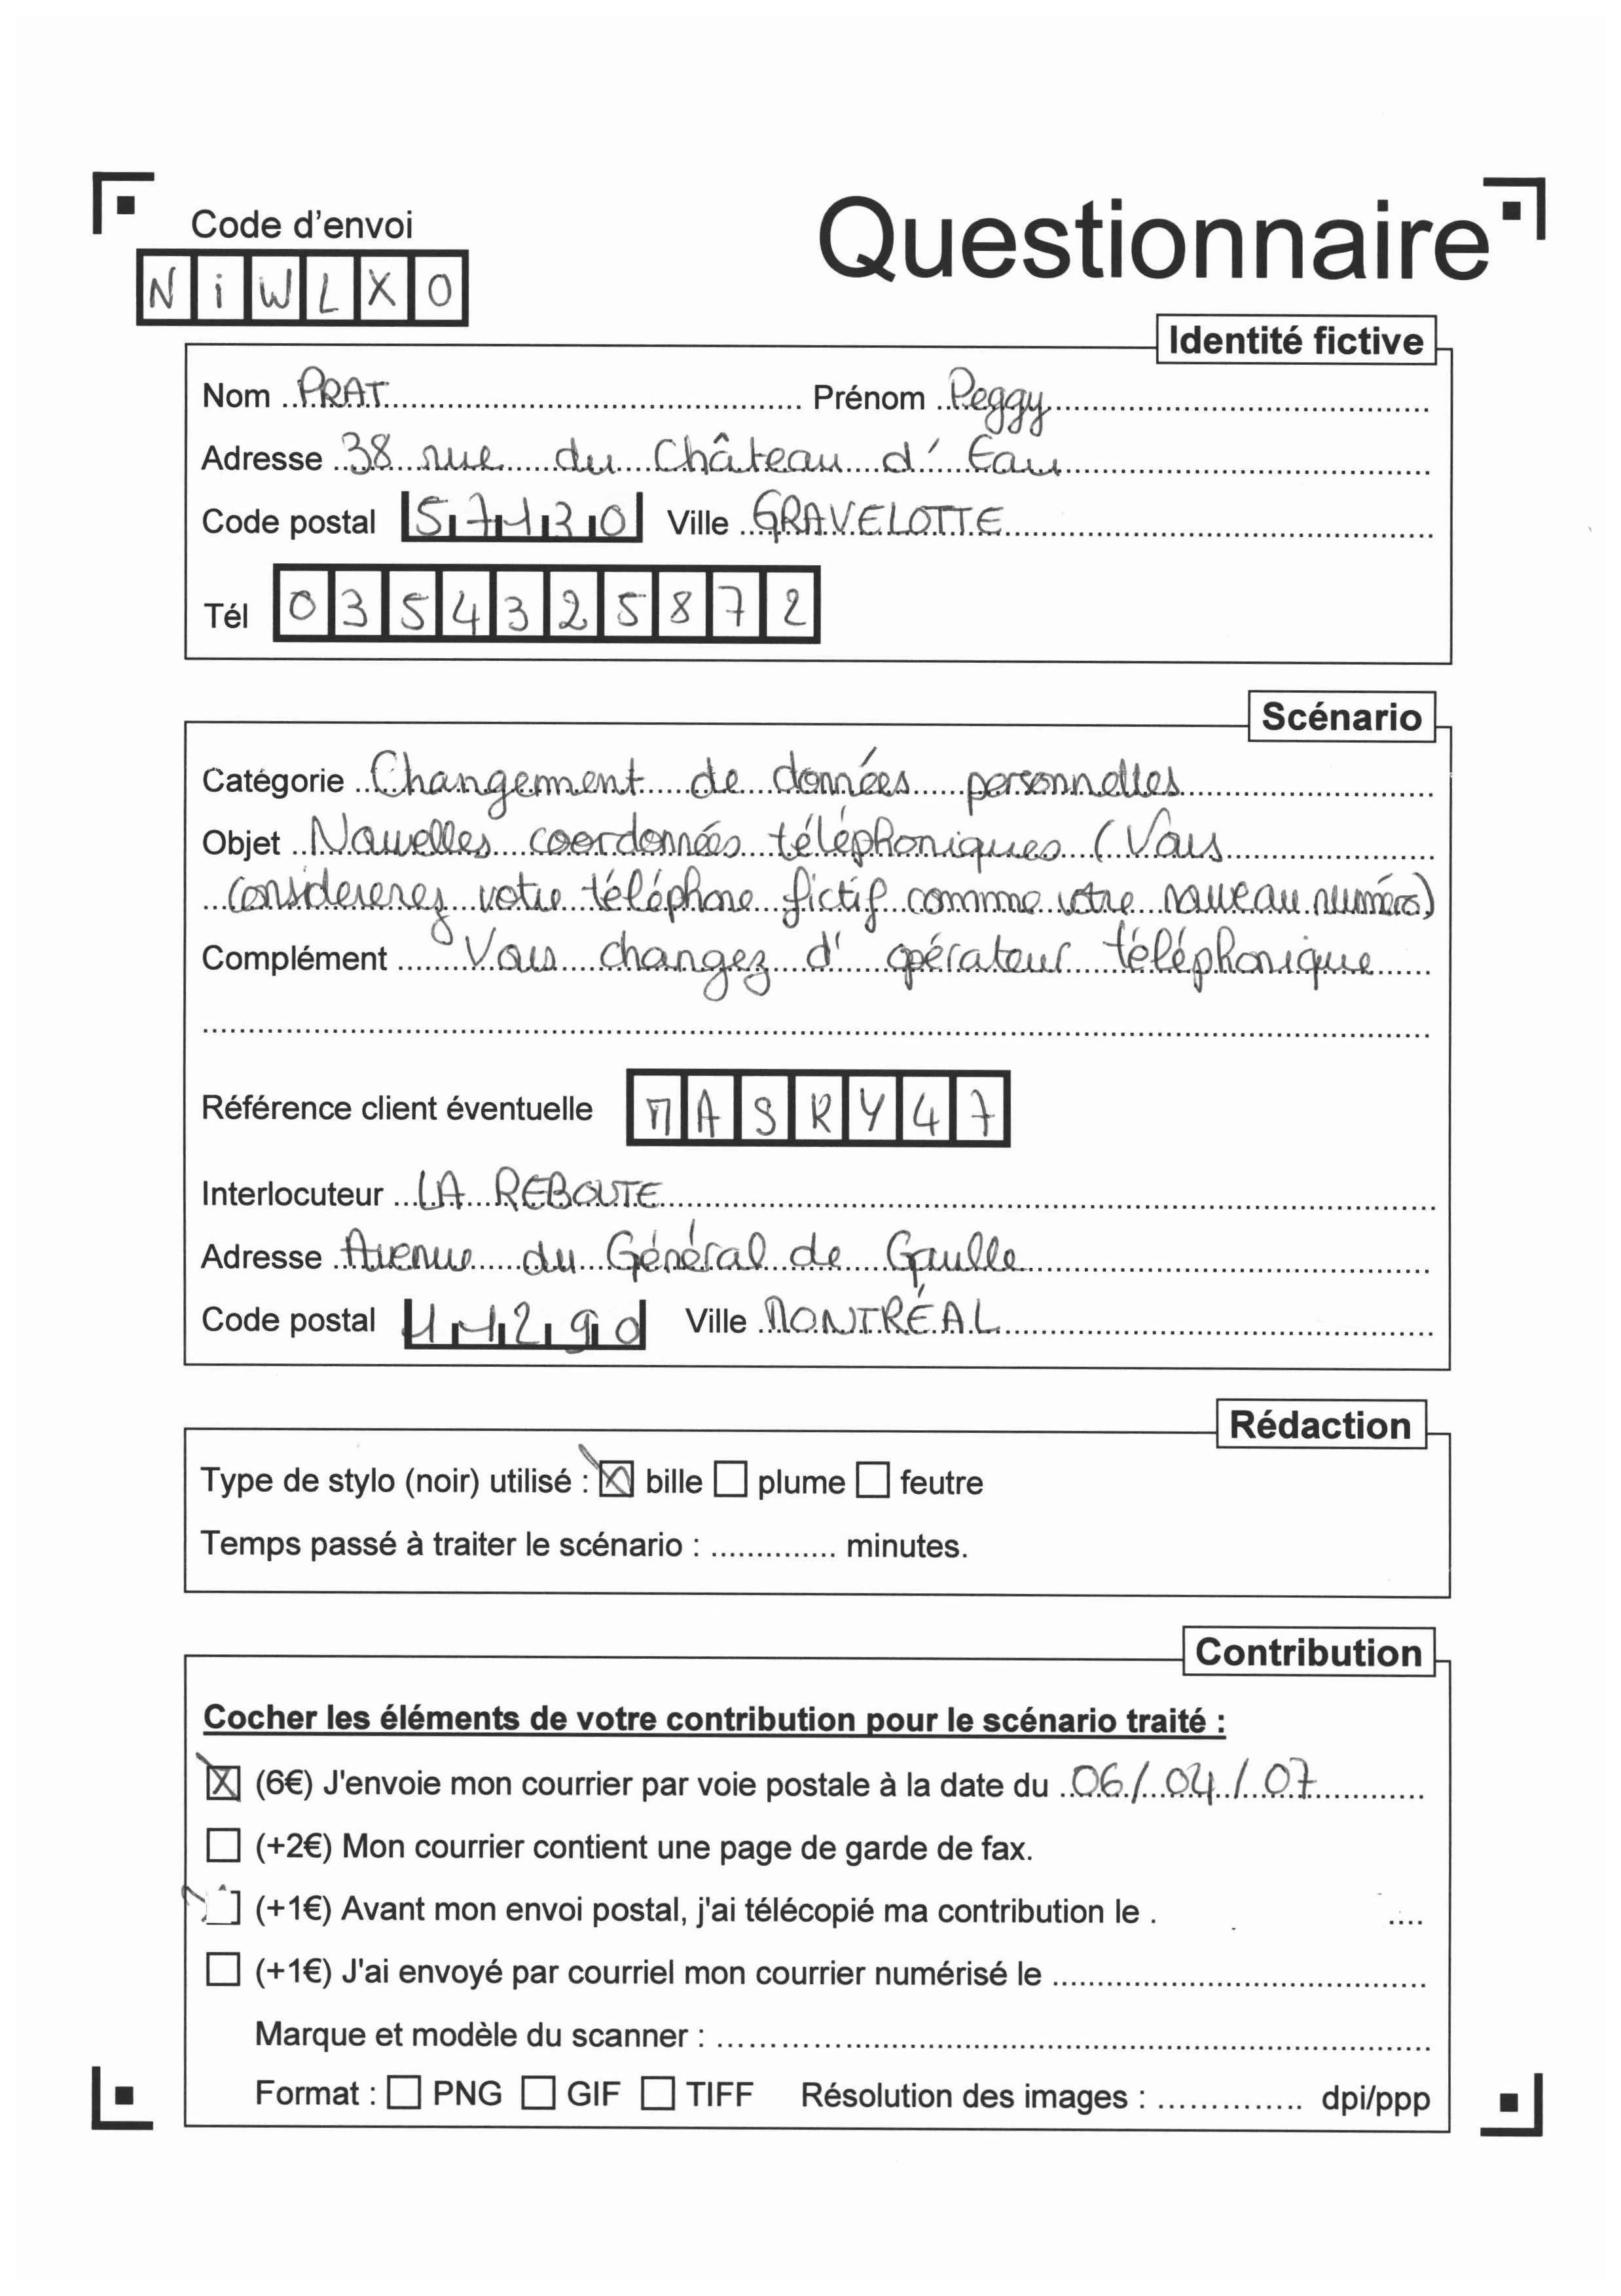 Questionnaire
Code d'envoi
NiWLXO
Identité fictive
Nom PRAT Prénom Peggy
Adresse 38 rue du Château d'Eau
Code postal 57130 Ville GRAVELOTTE
Tél 0354325872
Scénario
Catégorie Changement de données personnelles
Objet Nouvelles coordonnées téléphoniques (Vous
considererez votre téléphone fictif comme votre nouveau numéro)
Complément Vous changez d'opérateur téléphonique
Référence client éventuelle MASRY47
Interlocuteur LA REBOUTE
Adresse Avenue du Général de Gaulle
Code postal 11290 Ville MONTRÉAL
Rédaction
Type de stylo (noir) utilisé : ☒ bille ☐ plume ☐ feutre
Temps passé à traiter le scénario : .............. minutes.
Contribution
Cocher les éléments de votre contribution pour le scénario traité :
☒ (6€) J'envoie mon courrier par voie postale à la date du 06/04/07
☐ (+2€) Mon courrier contient une page de garde de fax.
☐ (+1€) Avant mon envoi postal, j'ai télécopié ma contribution le . ....
☐ (+1€) J'ai envoyé par courriel mon courrier numérisé le ..............
Marque et modèle du scanner : ..............
Format : ☐ PNG ☐ GIF ☐ TIFF Résolution des images : .............. dpi/ppp